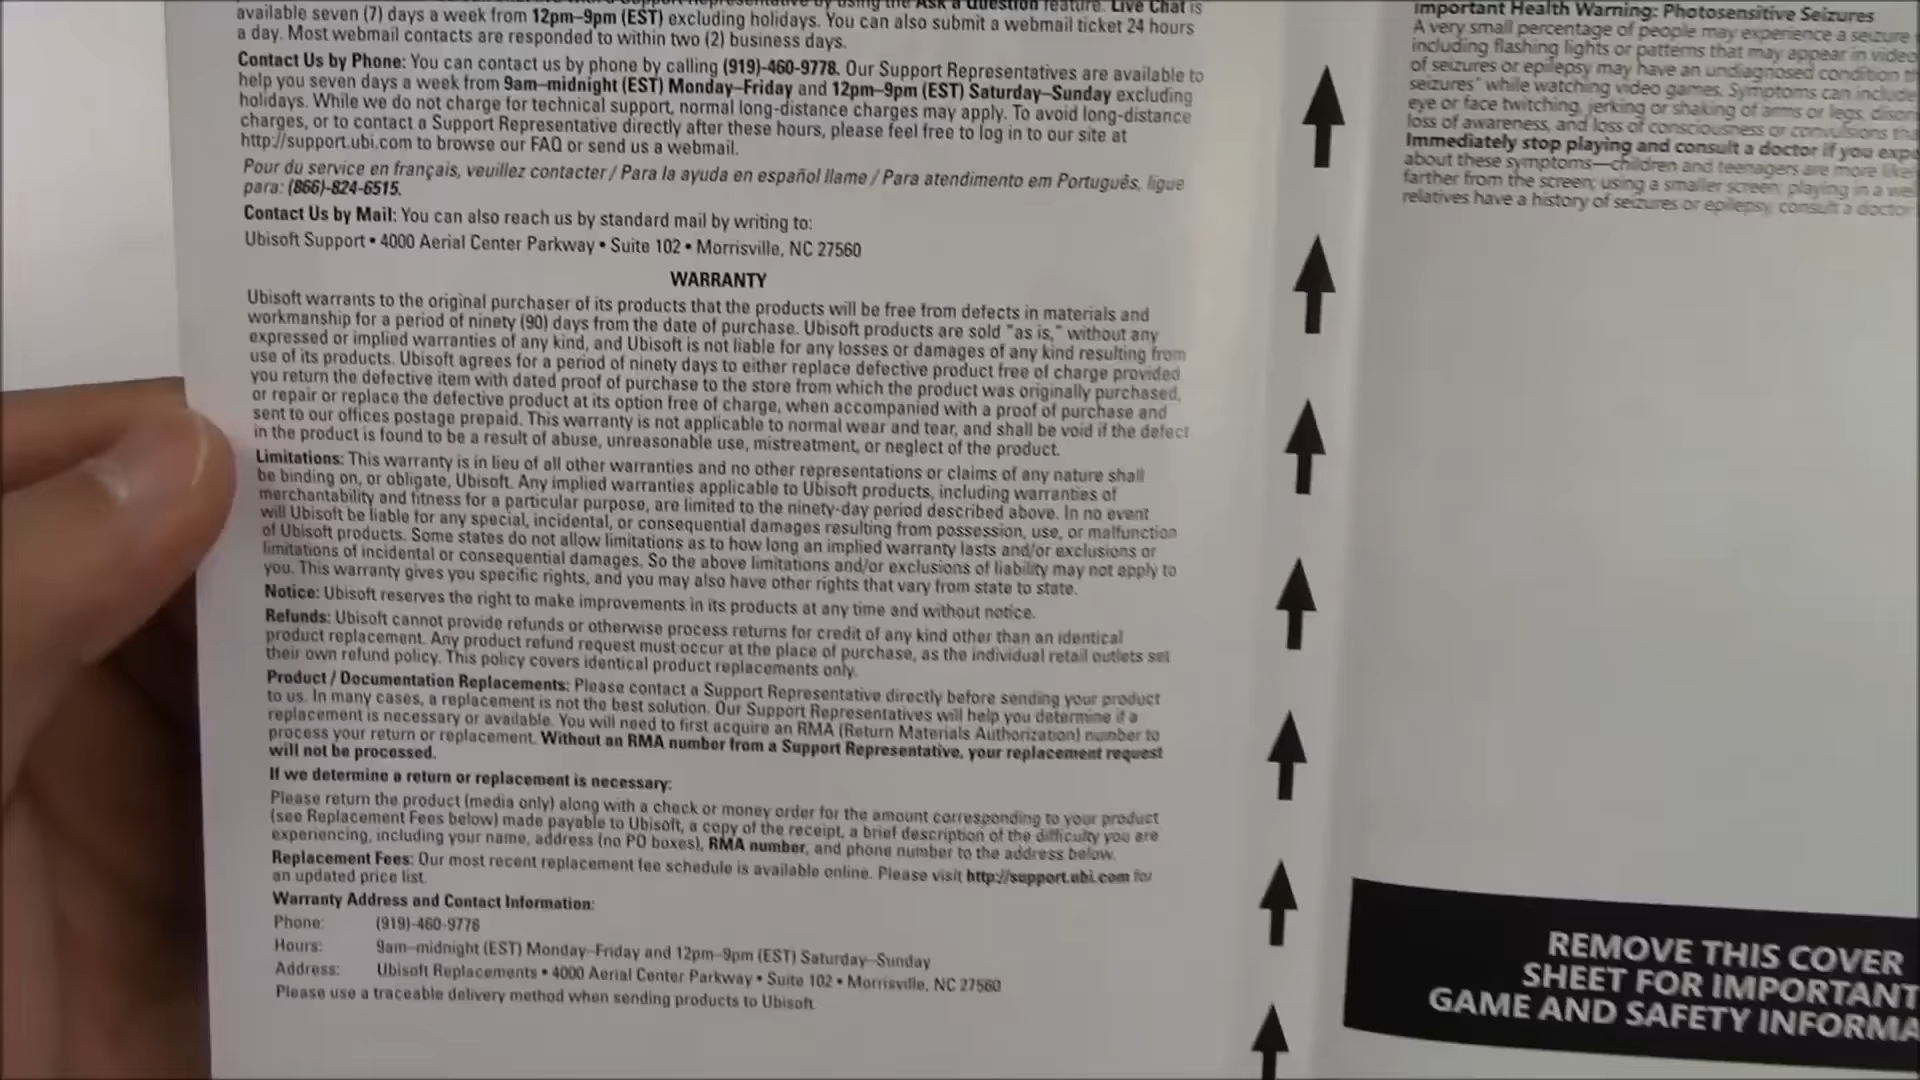 available seven (7) days a week from 12pm–9pm (EST) excluding holidays. You can also submit a webmail ticket 24 hours
a day. Most webmail contacts are responded to within two (2) business days.
Contact Us by Phone: You can contact us by phone by calling (919)-460-9778. Our Support Representatives are available to
help you seven days a week from 9am–midnight (EST) Monday–Friday and 12pm–9pm (EST) Saturday–Sunday excluding
holidays. While we do not charge for technical support, normal long-distance charges may apply. To avoid long-distance
charges, or to contact a Support Representative directly after these hours, please feel free to log in to our site at
http://support.ubi.com to browse our FAQ or send us a webmail.
Pour du service en français, veuillez contacter / Para la ayuda en español llame / Para atendimento em Português, ligue
para: (866)-824-6515.
Contact Us by Mail: You can also reach us by standard mail by writing to:
Ubisoft Support • 4000 Aerial Center Parkway • Suite 102 • Morrisville, NC 27560
WARRANTY
Ubisoft warrants to the original purchaser of its products that the products will be free from defects in materials and
workmanship for a period of ninety (90) days from the date of purchase. Ubisoft products are sold "as is," without any
expressed or implied warranties of any kind, and Ubisoft is not liable for any losses or damages of any kind resulting from
use of its products. Ubisoft agrees for a period of ninety days to either replace defective product free of charge provided
you return the defective item with dated proof of purchase to the store from which the product was originally purchased,
or repair or replace the defective product at its option free of charge, when accompanied with a proof of purchase and
sent to our offices postage prepaid. This warranty is not applicable to normal wear and tear, and shall be void if the defect
in the product is found to be a result of abuse, unreasonable use, mistreatment, or neglect of the product.
Limitations: This warranty is in lieu of all other warranties and no other representations or claims of any nature shall
be binding on, or obligate, Ubisoft. Any implied warranties applicable to Ubisoft products, including warranties of
merchantability and fitness for a particular purpose, are limited to the ninety-day period described above. In no event
will Ubisoft be liable for any special, incidental, or consequential damages resulting from possession, use, or malfunction
of Ubisoft products. Some states do not allow limitations as to how long an implied warranty lasts and/or exclusions or
limitations of incidental or consequential damages. So the above limitations and/or exclusions of liability may not apply to
you. This warranty gives you specific rights, and you may also have other rights that vary from state to state.
Notice: Ubisoft reserves the right to make improvements in its products at any time and without notice.
Refunds: Ubisoft cannot provide refunds or otherwise process returns for credit of any kind other than an identical
product replacement. Any product refund request must occur at the place of purchase, as the individual retail outlets set
their own refund policy. This policy covers identical product replacements only.
Product / Documentation Replacements: Please contact a Support Representative directly before sending your product
to us. In many cases, a replacement is not the best solution. Our Support Representatives will help you determine if a
replacement is necessary or available. You will need to first acquire an RMA (Return Materials Authorization) number to
process your return or replacement. Without an RMA number from a Support Representative, your replacement request
will not be processed.
If we determine a return or replacement is necessary:
Please return the product (media only) along with a check or money order for the amount corresponding to your product
(see Replacement Fees below) made payable to Ubisoft, a copy of the receipt, a brief description of the difficulty you are
experiencing, including your name, address (no PO boxes), RMA number, and phone number to the address below.
Replacement Fees: Our most recent replacement fee schedule is available online. Please visit http://support.ubi.com for
an updated price list.
Warranty Address and Contact Information:
Phone: (919)-460-9778
Hours: 9am–midnight (EST) Monday–Friday and 12pm–9pm (EST) Saturday–Sunday
Address: Ubisoft Replacements • 4000 Aerial Center Parkway • Suite 102 • Morrisville, NC 27560
Please use a traceable delivery method when sending products to Ubisoft.
Important Health Warning: Photosensitive Seizures
A very small percentage of people may experience a seizure
including flashing lights or patterns that may appear in video
of seizures or epilepsy may have an undiagnosed condition
seizures" while watching video games. Symptoms can include
eye or face twitching, jerking or shaking of arms or legs,
loss of awareness, and loss of consciousness or convulsions
Immediately stop playing and consult a doctor if you
about these symptoms—children and teenagers are more
farther from the screen; using a smaller screen; playing in a
relatives have a history of seizures or epilepsy, consult a doctor
REMOVE THIS COVER
SHEET FOR IMPORTANT
GAME AND SAFETY INFORMA